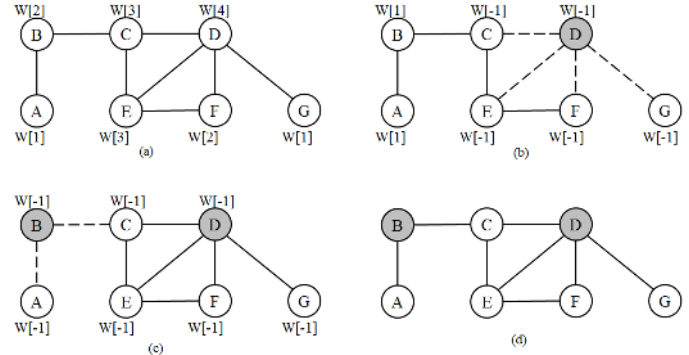 W[2] W[3] W[4]
B C D
A E F G
W[1] W[3] W[2] W[1]
(a)
W[1] W[-1] W[-1]
B C D
A E F G
W[1] W[-1] W[-1] W[-1]
(b)
W[-1] W[-1] W[-1]
B C D
A E F G
W[-1] W[-1] W[-1] W[-1]
(c)
B C D
A E F G
(d)